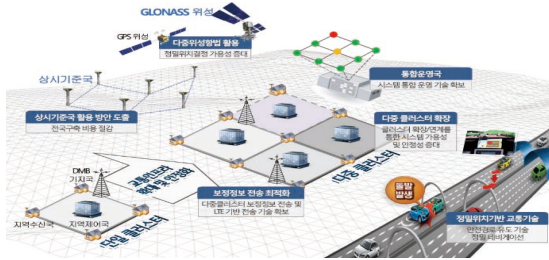 GLONASS 위성
GPS 위성
다중위성항법 활용
정밀위치결정 가용성 증대
상시기준국
통합운영국
시스템 통합 운영 기술 확보
상시기준국 활용 방안 도출
전국구축 비용 절감
다중 클러스터 확장
클러스터 확장/연계를
통한 시스템 가용성
및 안정성 증대
DMB
기지국
교통인프라
확장 및 안정화
보정정보 전송 최적화
다중클러스터 보정정보 전송 및
LTE 기반 전송 기술 확보
다중 클러스터
돌발
발생
지역수신국
지역제어국
단일 클러스터
정밀위치기반 교통기술
안전경로 유도 기술
정밀 네비게이션